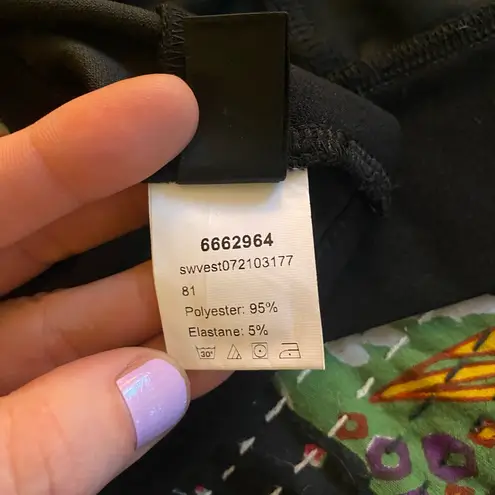 6662964
swvest072103177
81
Polyester: 95%
Elastane: 5%
30°